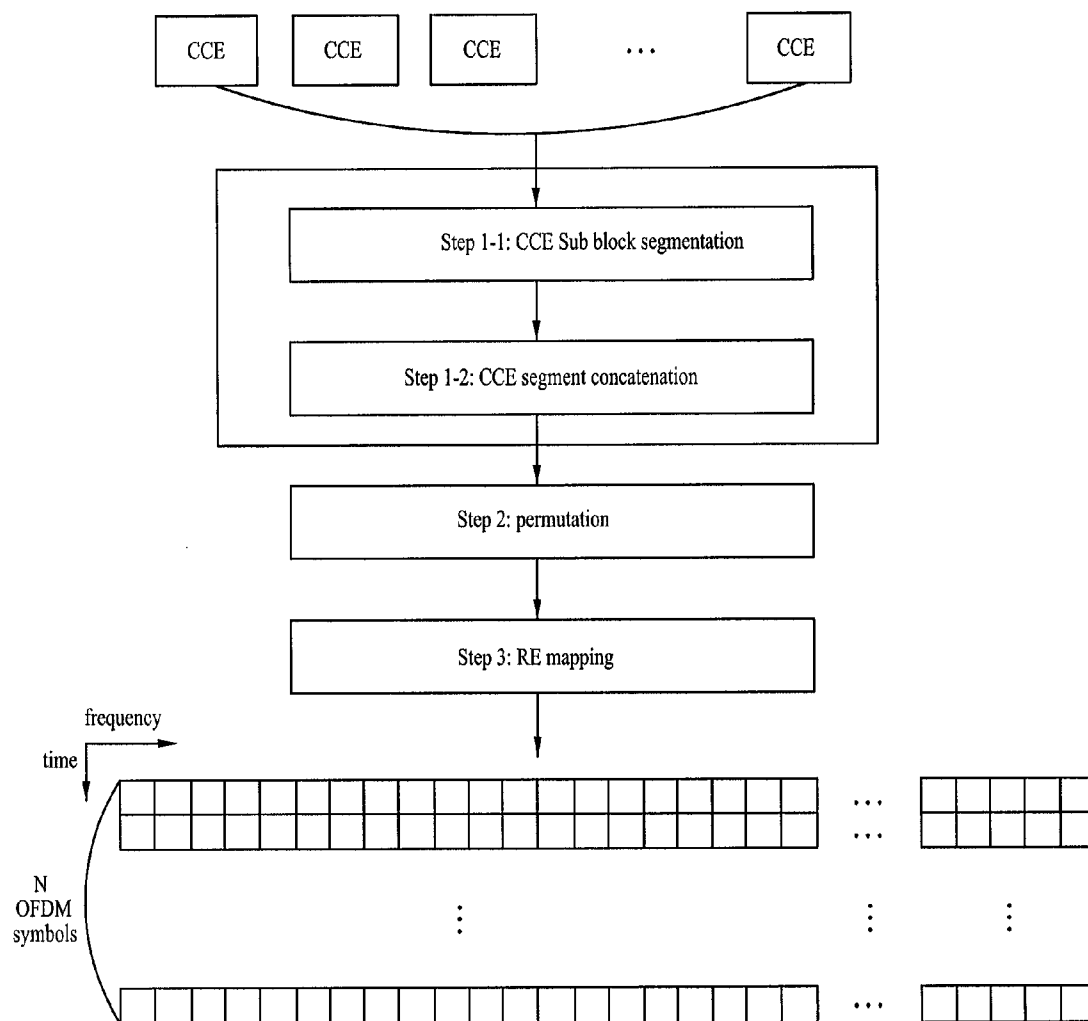 CCE CCE CCE ... CCE
Step 1-1: CCE Sub block segmentation
Step 1-2: CCE segment concatenation
Step 2: permutation
Step 3: RE mapping
frequency
time
...
...
N
OFDM
symbols
...